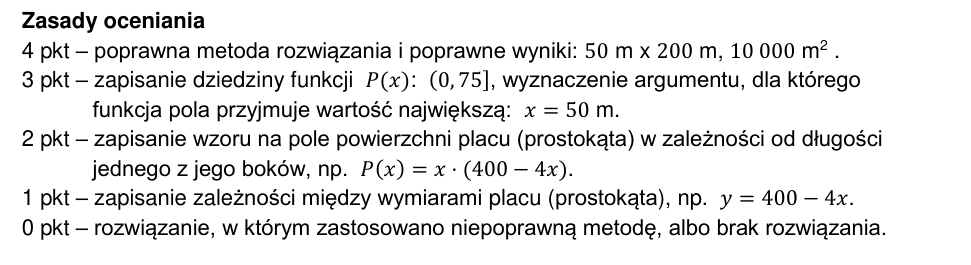 Zasady oceniania
4 pkt – poprawna metoda rozwiązania i poprawne wyniki: 50 m x 200 m, 10 000 m² .
3 pkt – zapisanie dziedziny funkcji P(x): (0, 75], wyznaczenie argumentu, dla którego
funkcja pola przyjmuje wartość największą: x = 50 m.
2 pkt – zapisanie wzoru na pole powierzchni placu (prostokąta) w zależności od długości
jednego z jego boków, np. P(x) = x · (400 − 4x).
1 pkt – zapisanie zależności między wymiarami placu (prostokąta), np. y = 400 − 4x.
0 pkt – rozwiązanie, w którym zastosowano niepoprawną metodę, albo brak rozwiązania.